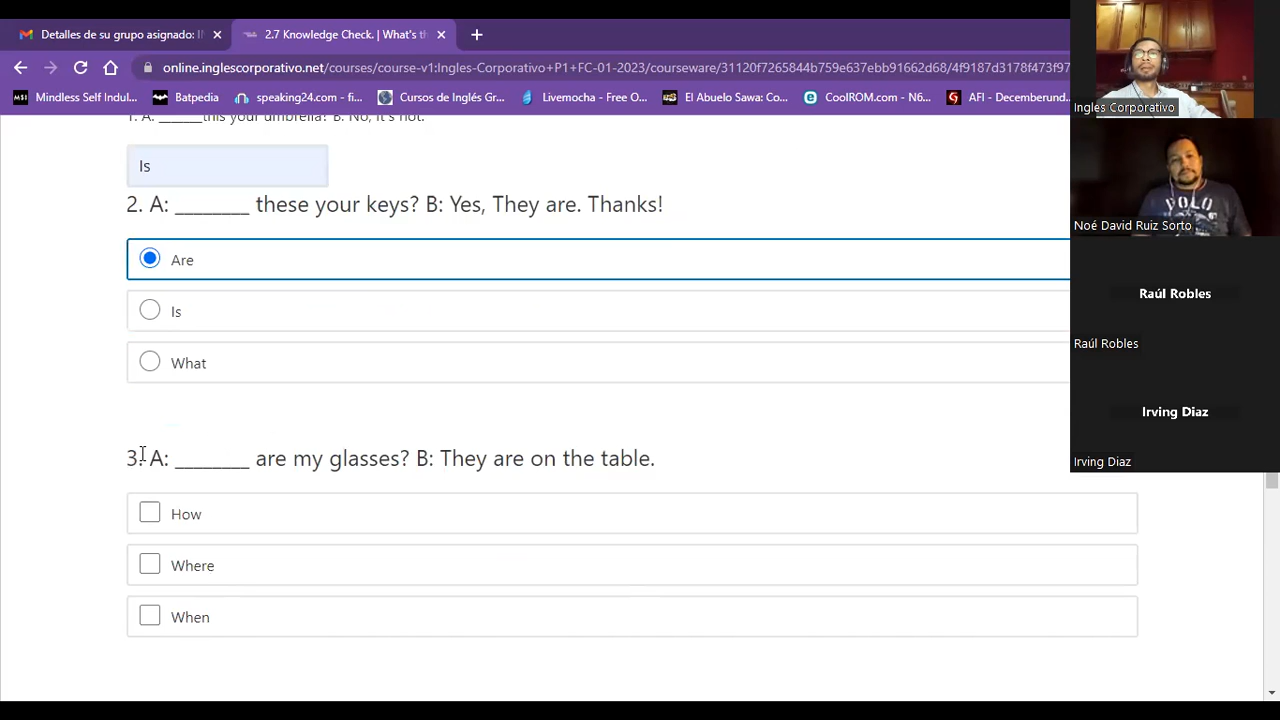 Detalles de su grupo asignado: I
2.7 Knowledge Check. | What's th
online.inglescorporativo.net/courses/course-v1:Ingles-Corporativo+P1+FC-01-2023/courseware/31120f7265844b759e637ebb91662d68/4f9187d3178f473f97
Mindless Self Indul...
Batpedia
speaking24.com - fi...
Cursos de Inglés Sr...
Livemocha - Free O...
El Abuelo Sawa: Co...
CoolROM.com - N6...
AFI - Decemberund...
1. A: _______this your umbrella? B: No, it's not.
Is
2. A: ________ these your keys? B: Yes, They are. Thanks!
Are
Is
What
3. A: ________ are my glasses? B: They are on the table.
How
Where
When
Ingles Corporativo
POLO
Noé David Ruiz Sorto
Raúl Robles
Raúl Robles
Irving Diaz
Irving Diaz